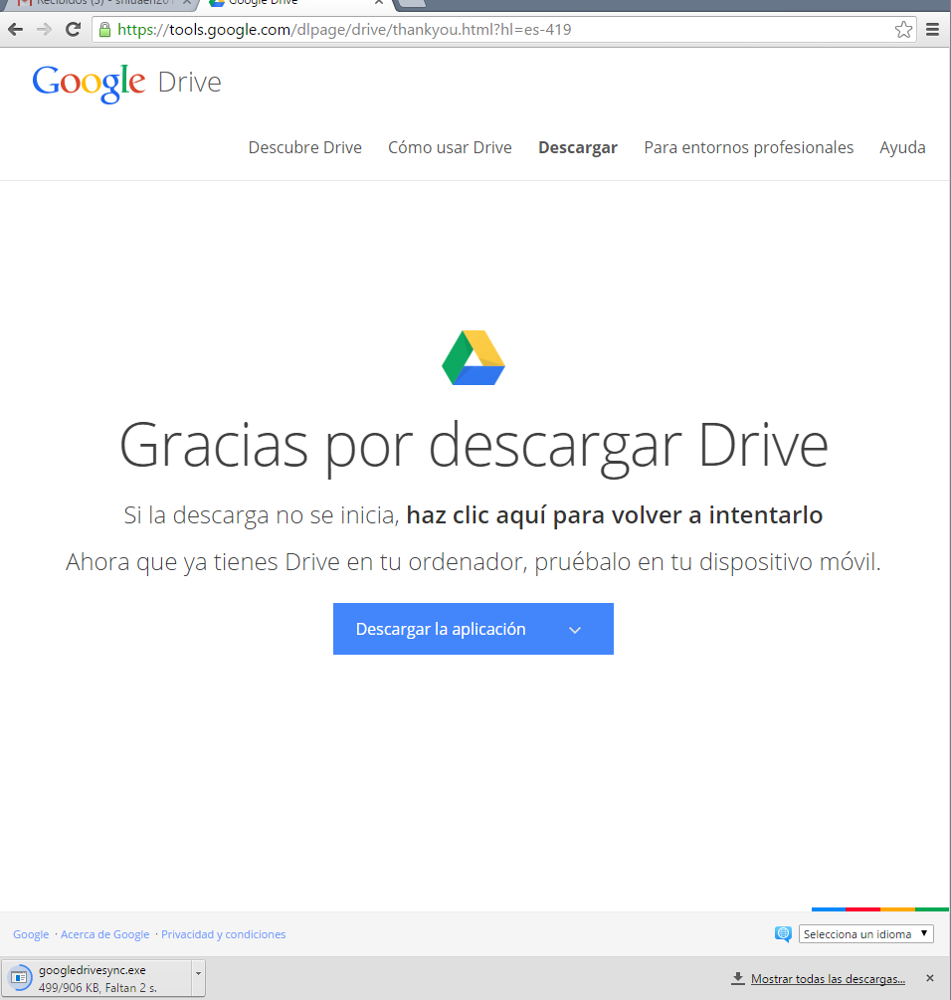 Recibidos (3) -
Google Drive
https://tools.google.com/dlpage/drive/thankyou.html?hl=es-419
Google Drive
Descubre Drive Cómo usar Drive Descargar Para entornos profesionales Ayuda
Gracias por descargar Drive
Si la descarga no se inicia, haz clic aquí para volver a intentarlo
Ahora que ya tienes Drive en tu ordenador, pruébalo en tu dispositivo móvil.
Descargar la aplicación
Google · Acerca de Google · Privacidad y condiciones
Selecciona un idioma
googledrivesync.exe
499/906 KB, Faltan 2 s.
Mostrar todas las descargas...